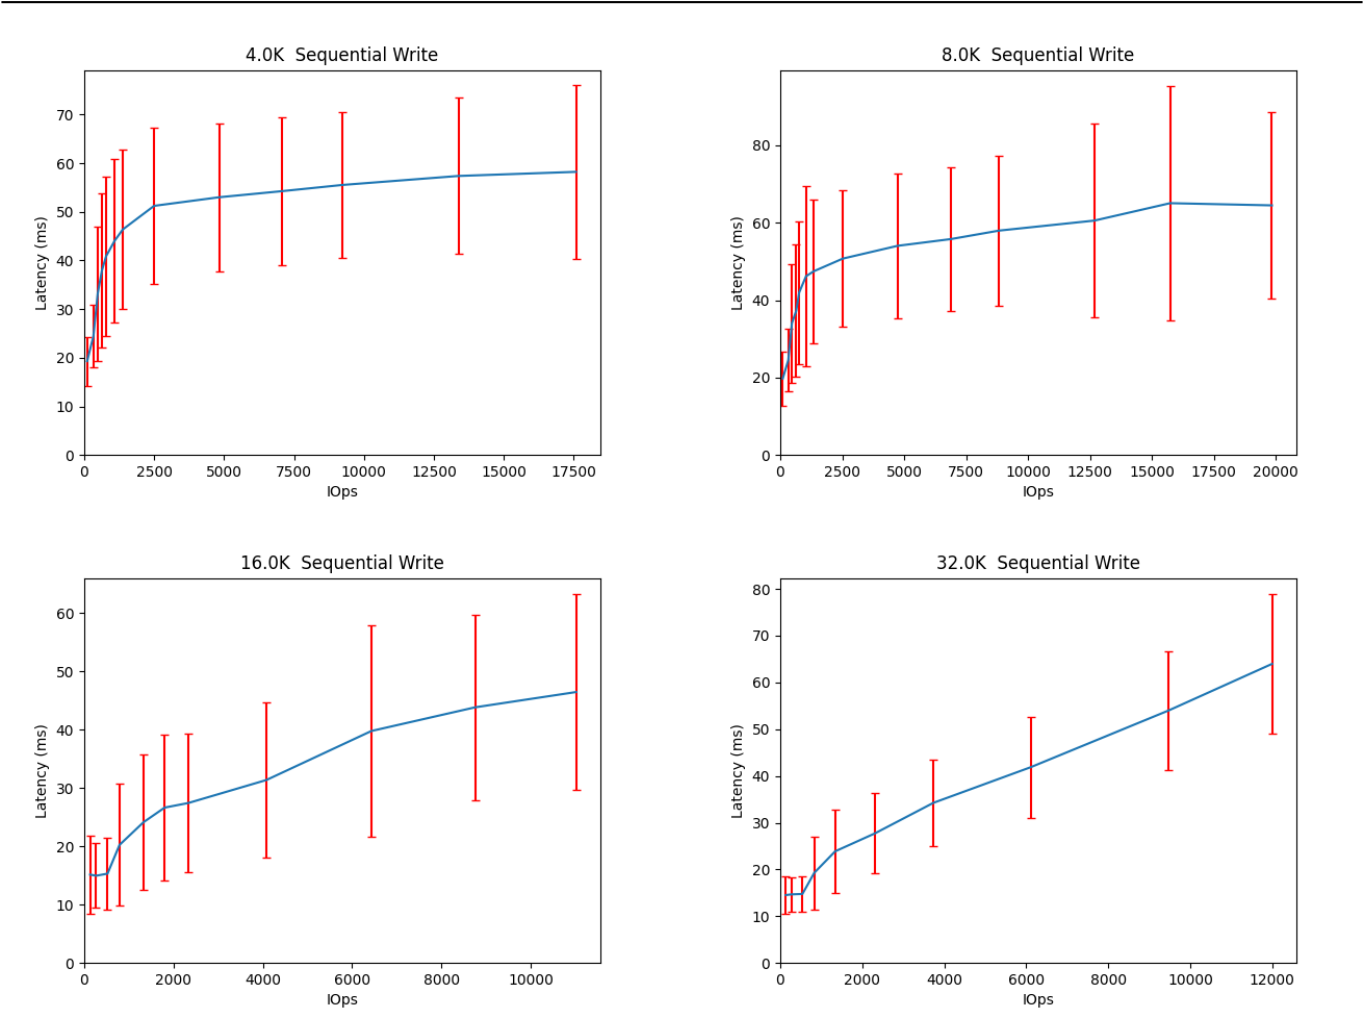 4.0K  Sequential Write
70
60
50
40
30
20
10
0
Latency (ms)
0 2500 5000 7500 10000 12500 15000 17500
IOps
8.0K  Sequential Write
80
60
40
20
0
Latency (ms)
0 2500 5000 7500 10000 12500 15000 17500 20000
IOps
16.0K  Sequential Write
60
50
40
30
20
10
0
Latency (ms)
0 2000 4000 6000 8000 10000
IOps
32.0K  Sequential Write
80
70
60
50
40
30
20
10
0
Latency (ms)
0 2000 4000 6000 8000 10000 12000
IOps